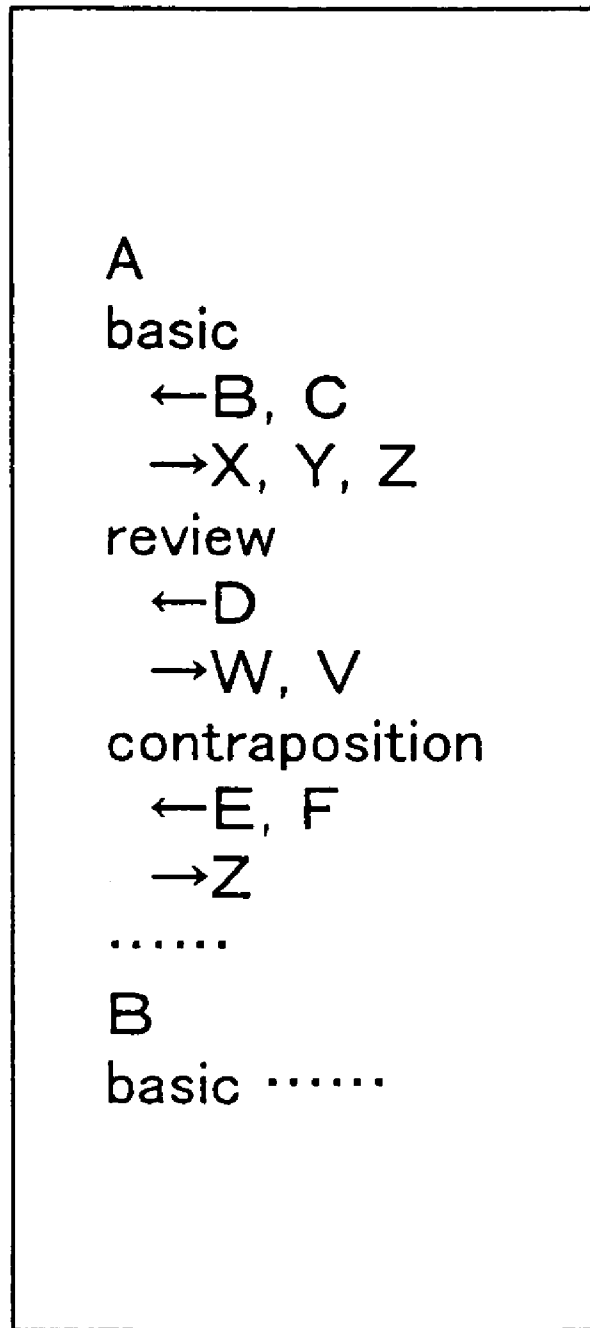 A
basic
←B, C
→X, Y, Z
review
←D
→W, V
contraposition
←E, F
→Z
······
B
basic ······